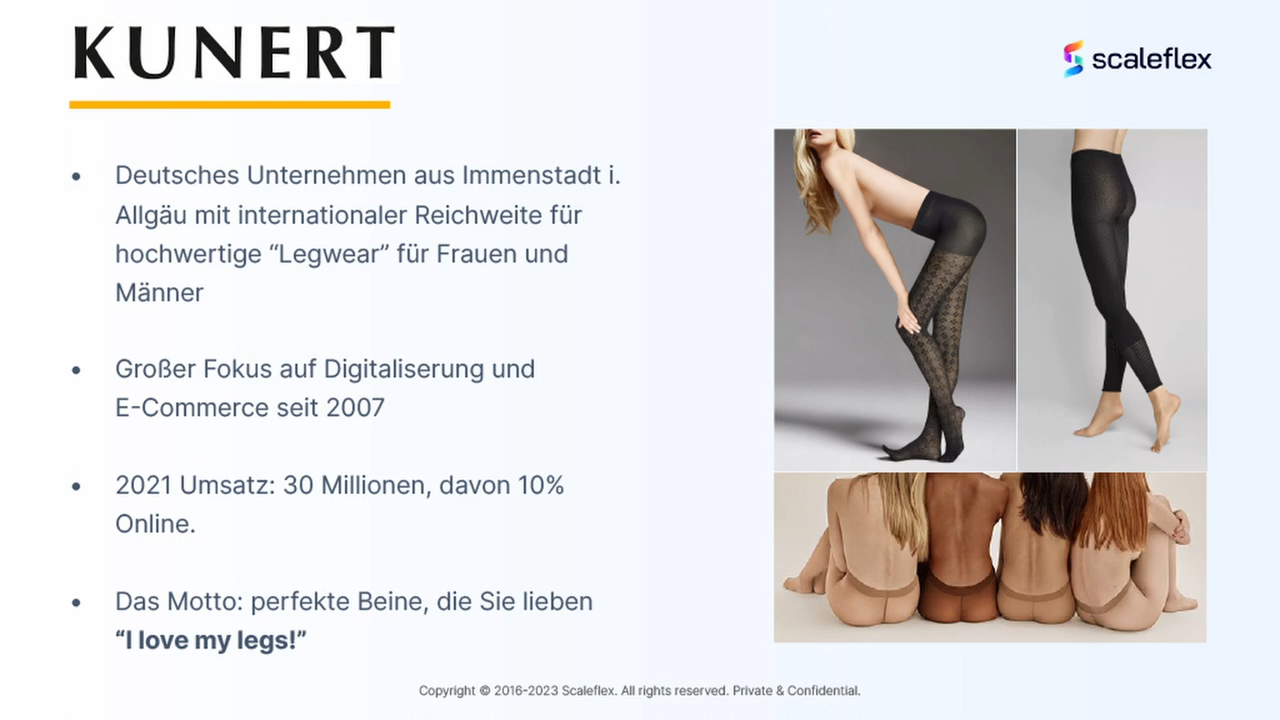 KUNERT
scaleflex
• Deutsches Unternehmen aus Immenstadt i.
Allgäu mit internationaler Reichweite für
hochwertige “Legwear” für Frauen und
Männer
• Großer Fokus auf Digitaliserung und
E-Commerce seit 2007
• 2021 Umsatz: 30 Millionen, davon 10%
Online.
• Das Motto: perfekte Beine, die Sie lieben
“I love my legs!”
Copyright © 2016-2023 Scaleflex. All rights reserved. Private & Confidential.